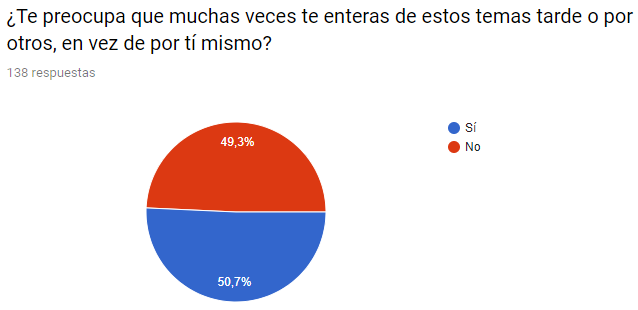 ¿Te preocupa que muchas veces te enteras de estos temas tarde o por
otros, en vez de por tí mismo?
138 respuestas
Sí
No
49,3%
50,7%